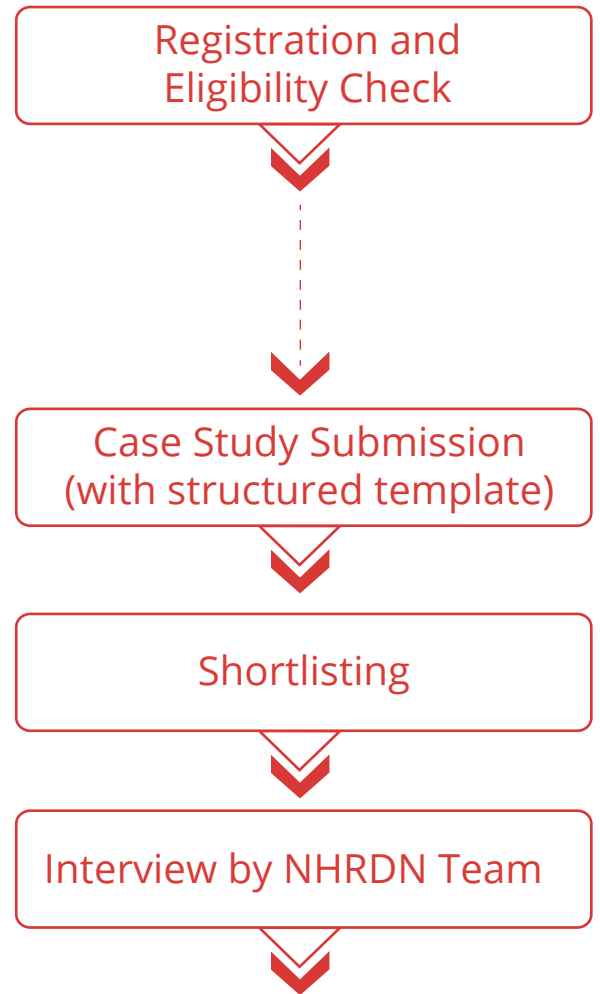 Registration and
Eligibility Check
Case Study Submission
(with structured template)
Shortlisting
Interview by NHRDN Team